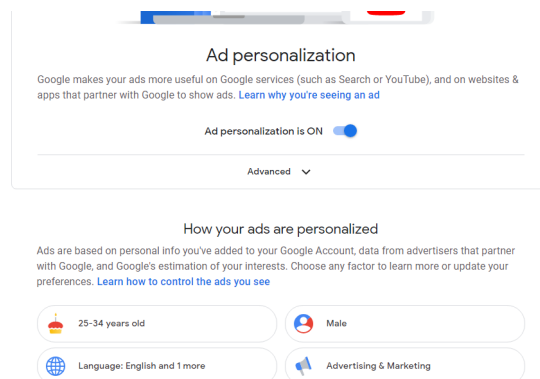 Ad personalization
Google makes your ads more useful on Google services (such as Search or YouTube), and on websites &
apps that partner with Google to show ads. Learn why you're seeing an ad
Ad personalization is ON
Advanced
How your ads are personalized
Ads are based on personal info you've added to your Google Account, data from advertisers that partner
with Google, and Google's estimation of your interests. Choose any factor to learn more or update your
preferences. Learn how to control the ads you see
25-34 years old
Male
Language: English and 1 more
Advertising & Marketing